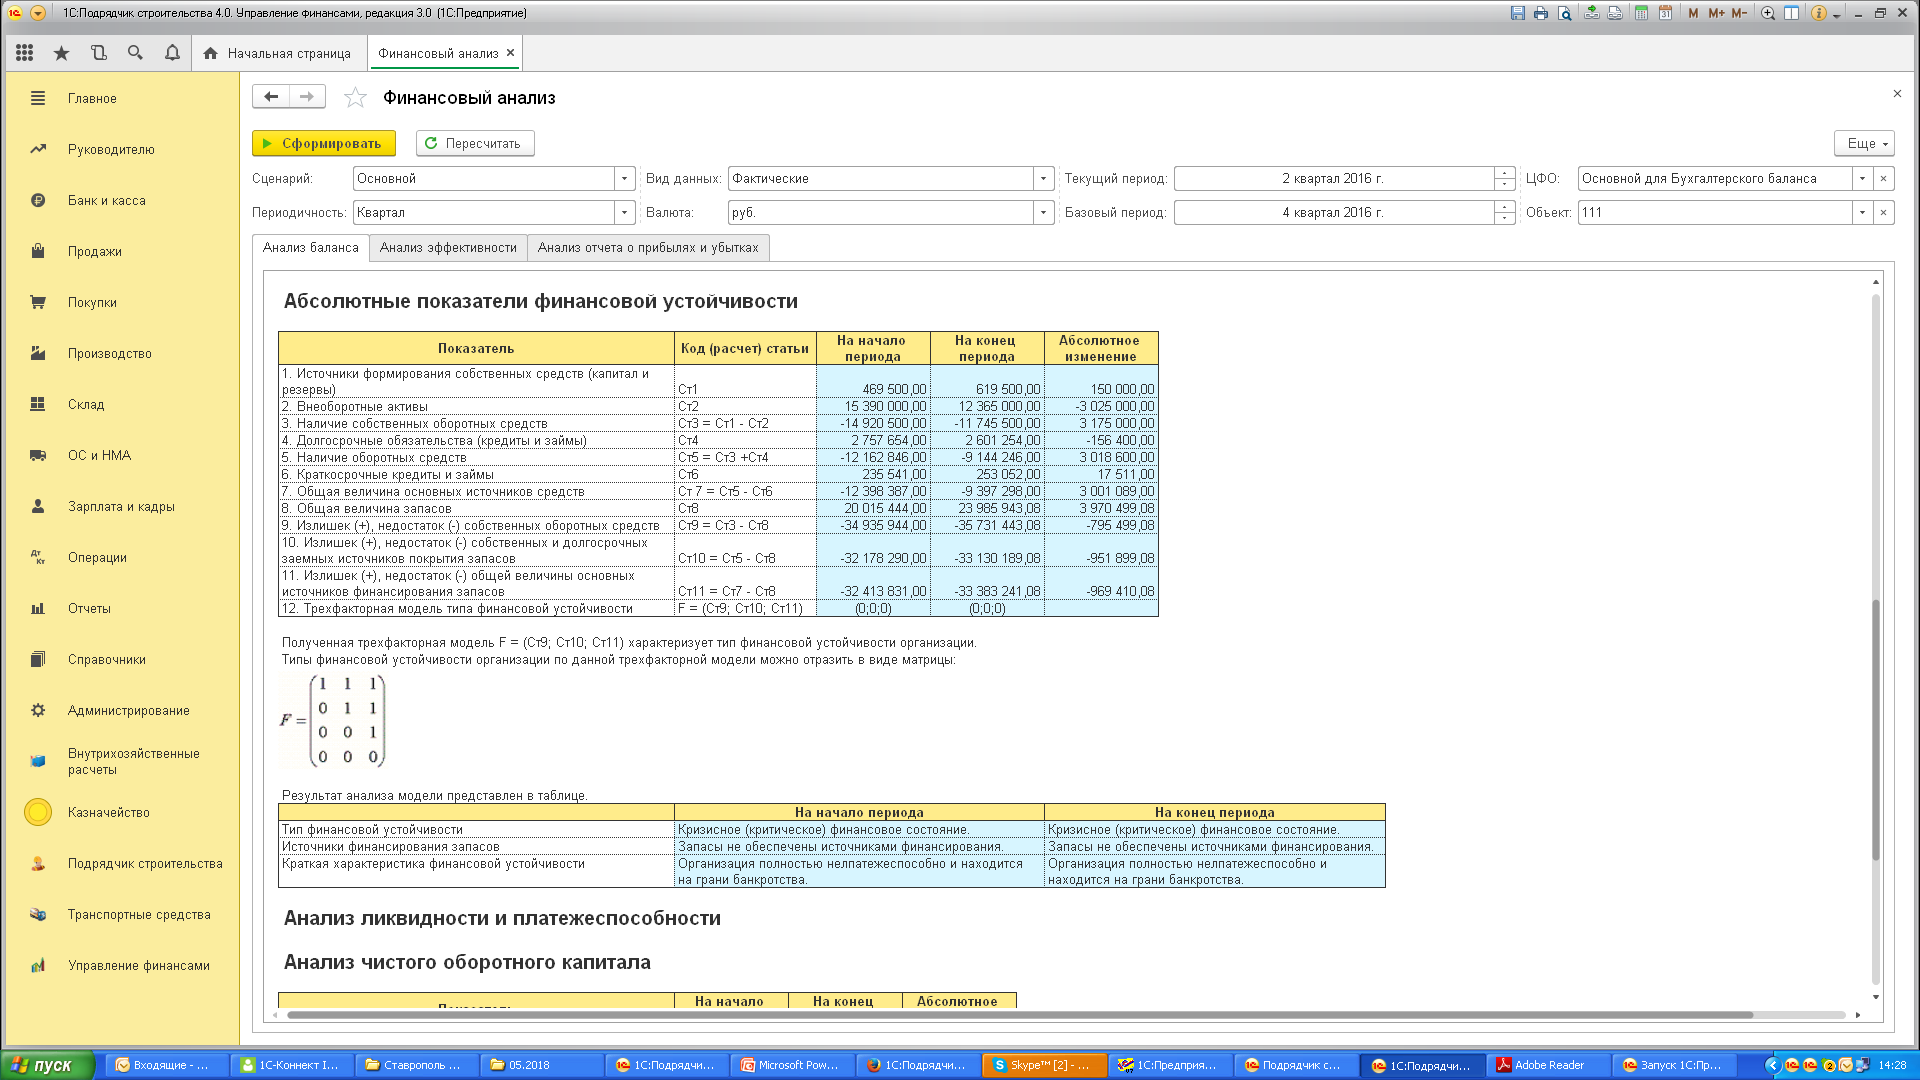 1С:Подрядчик строительства 4.0. Управление Финансами, редакция 3.0 (1С:Предприятие)
M M+ M-
Начальная страница
Финансовый анализ
Главное
Руководителю
Банк и касса
Продажи
Покупки
Производство
Склад
ОС и НМА
Зарплата и кадры
Операции
Отчеты
Справочники
Администрирование
Внутрихозяйственные
расчеты
Казначейство
Подрядчик строительства
Транспортные средства
Управление финансами
Финансовый анализ
Сформировать Пересчитать Еще
Сценарий: Основной Вид данных: Фактические Текущий период: 2 квартал 2016 г. ЦФО: Основной для Бухгалтерского баланса
Периодичность: Квартал Валюта: руб. Базовый период: 4 квартал 2016 г. Объект: 111
Анализ баланса Анализ эффективности Анализ отчета о прибылях и убытках
Абсолютные показатели финансовой устойчивости
Показатель Код (расчет) статьи На начало периода На конец периода Абсолютное изменение
1. Источники формирования собственных средств (капитал и
резервы) Ст1 469 500,00 619 500,00 150 000,00
2. Внеоборотные активы Ст2 15 390 000,00 12 365 000,00 -3 025 000,00
3. Наличие собственных оборотных средств Ст3 = Ст1 - Ст2 -14 920 500,00 -11 745 500,00 3 175 000,00
4. Долгосрочные обязательства (кредиты и займы) Ст4 2 757 654,00 2 601 254,00 -156 400,00
5. Наличие оборотных средств Ст5 = Ст3 +Ст4 -12 162 846,00 -9 144 246,00 3 018 600,00
6. Краткосрочные кредиты и займы Ст6 235 541,00 253 052,00 17 511,00
7. Общая величина основных источников средств Ст 7 = Ст5 - Ст6 -12 398 387,00 -9 397 298,00 3 001 089,00
8. Общая величина запасов Ст8 20 015 444,00 23 985 943,08 3 970 499,08
9. Излишек (+), недостаток (-) собственных оборотных средств Ст9 = Ст3 - Ст8 -34 935 944,00 -35 731 443,08 -795 499,08
10. Излишек (+), недостаток (-) собственных и долгосрочных
заемных источников покрытия запасов Ст10 = Ст5 - Ст8 -32 178 290,00 -33 130 189,08 -951 899,08
11. Излишек (+), недостаток (-) общей величины основных
источников финансирования запасов Ст11 = Ст7 - Ст8 -32 413 831,00 -33 383 241,08 -969 410,08
12. Трехфакторная модель типа финансовой устойчивости F = (Ст9; Ст10; Ст11) (0;0;0) (0;0;0)
Полученная трехфакторная модель F = (Ст9; Ст10; Ст11) характеризует тип финансовой устойчивости организации.
Типы финансовой устойчивости организации по данной трехфакторной модели можно отразить в виде матрицы:
1 1 1
0 1 1
F =
0 0 1
0 0 0
Результат анализа модели представлен в таблице.
На начало периода На конец периода
Тип финансовой устойчивости Кризисное (критическое) финансовое состояние. Кризисное (критическое) финансовое состояние.
Источники финансирования запасов Запасы не обеспечены источниками финансирования. Запасы не обеспечены источниками финансирования.
Краткая характеристика финансовой устойчивости Организация полностью нелпатежеспособно и находится Организация полностью нелпатежеспособно и
на грани банкротства. находится на грани банкротства.
Анализ ликвидности и платежеспособности
Анализ чистого оборотного капитала
На начало На конец Абсолютное
пуск Входящие - ... 1С-Коннект I... Ставрополь ... 05.2018 1С:Подрядчи... Microsoft Pow... 1С:Подрядчи... Skype™ [2] - ... 1С:Предприя... Подрядчик с... 1С:Подрядчи... Adobe Reader Запуск 1С:Пр... 14:28